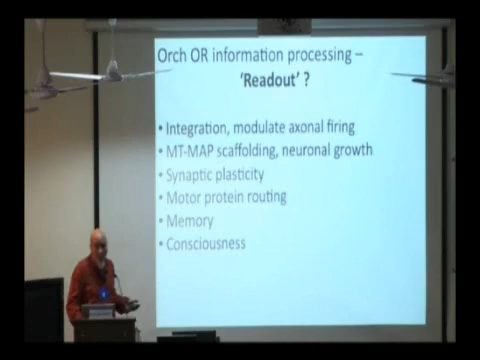 Orch OR information processing –
'Readout' ?
• Integration, modulate axonal firing
• MT-MAP scaffolding, neuronal growth
• Synaptic plasticity
• Motor protein routing
• Memory
• Consciousness